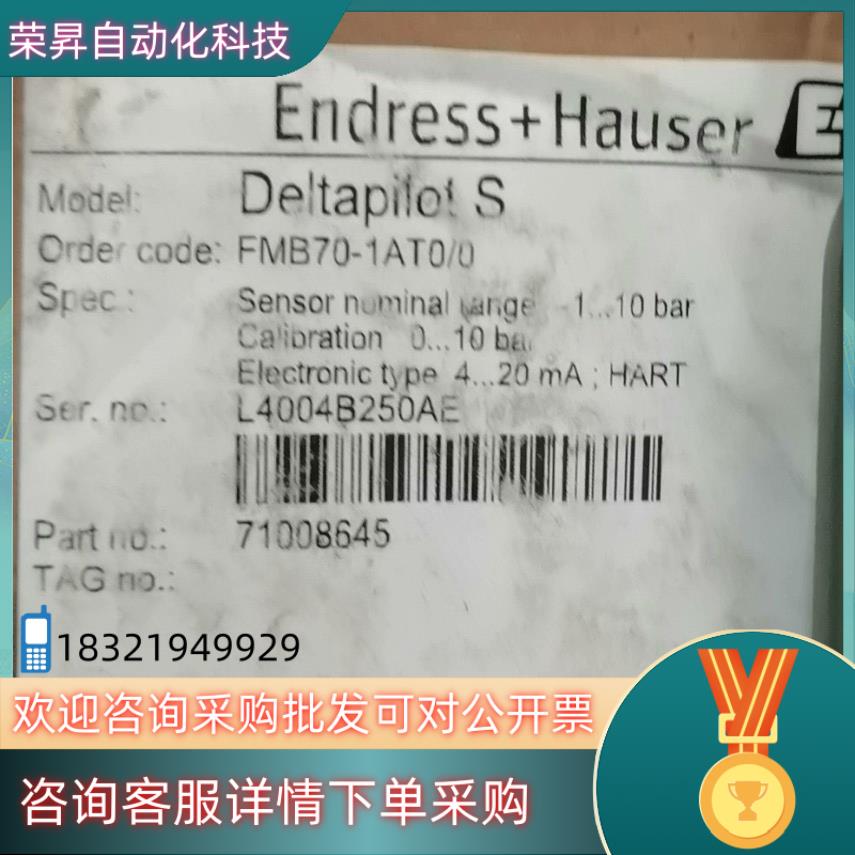 荣昇自动化科技
Endress+Hauser
Model: Deltapilot S
Order code: FMB70-1AT0/0
Spec.: Sensor nominal range -1...10 bar
Calibration 0...10 bar
Electronic type 4...20 mA ; HART
Ser. no.: L4004B250AE
Part no.: 71008645
TAG no.:
18321949929
欢迎咨询采购批发可对公开票
咨询客服详情下单采购